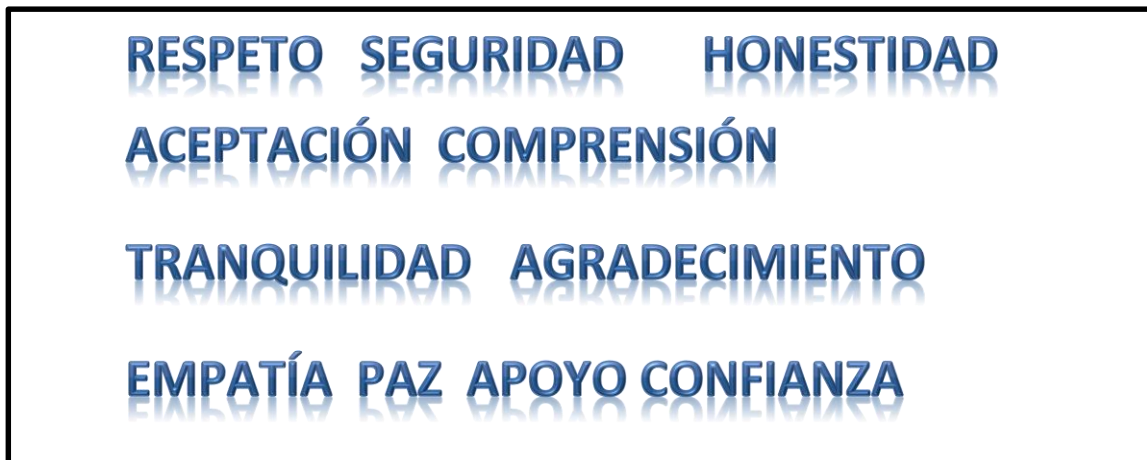 RESPETO SEGURIDAD HONESTIDAD
ACEPTACIÓN COMPRENSIÓN
TRANQUILIDAD AGRADECIMIENTO
EMPATÍA PAZ APOYO CONFIANZA